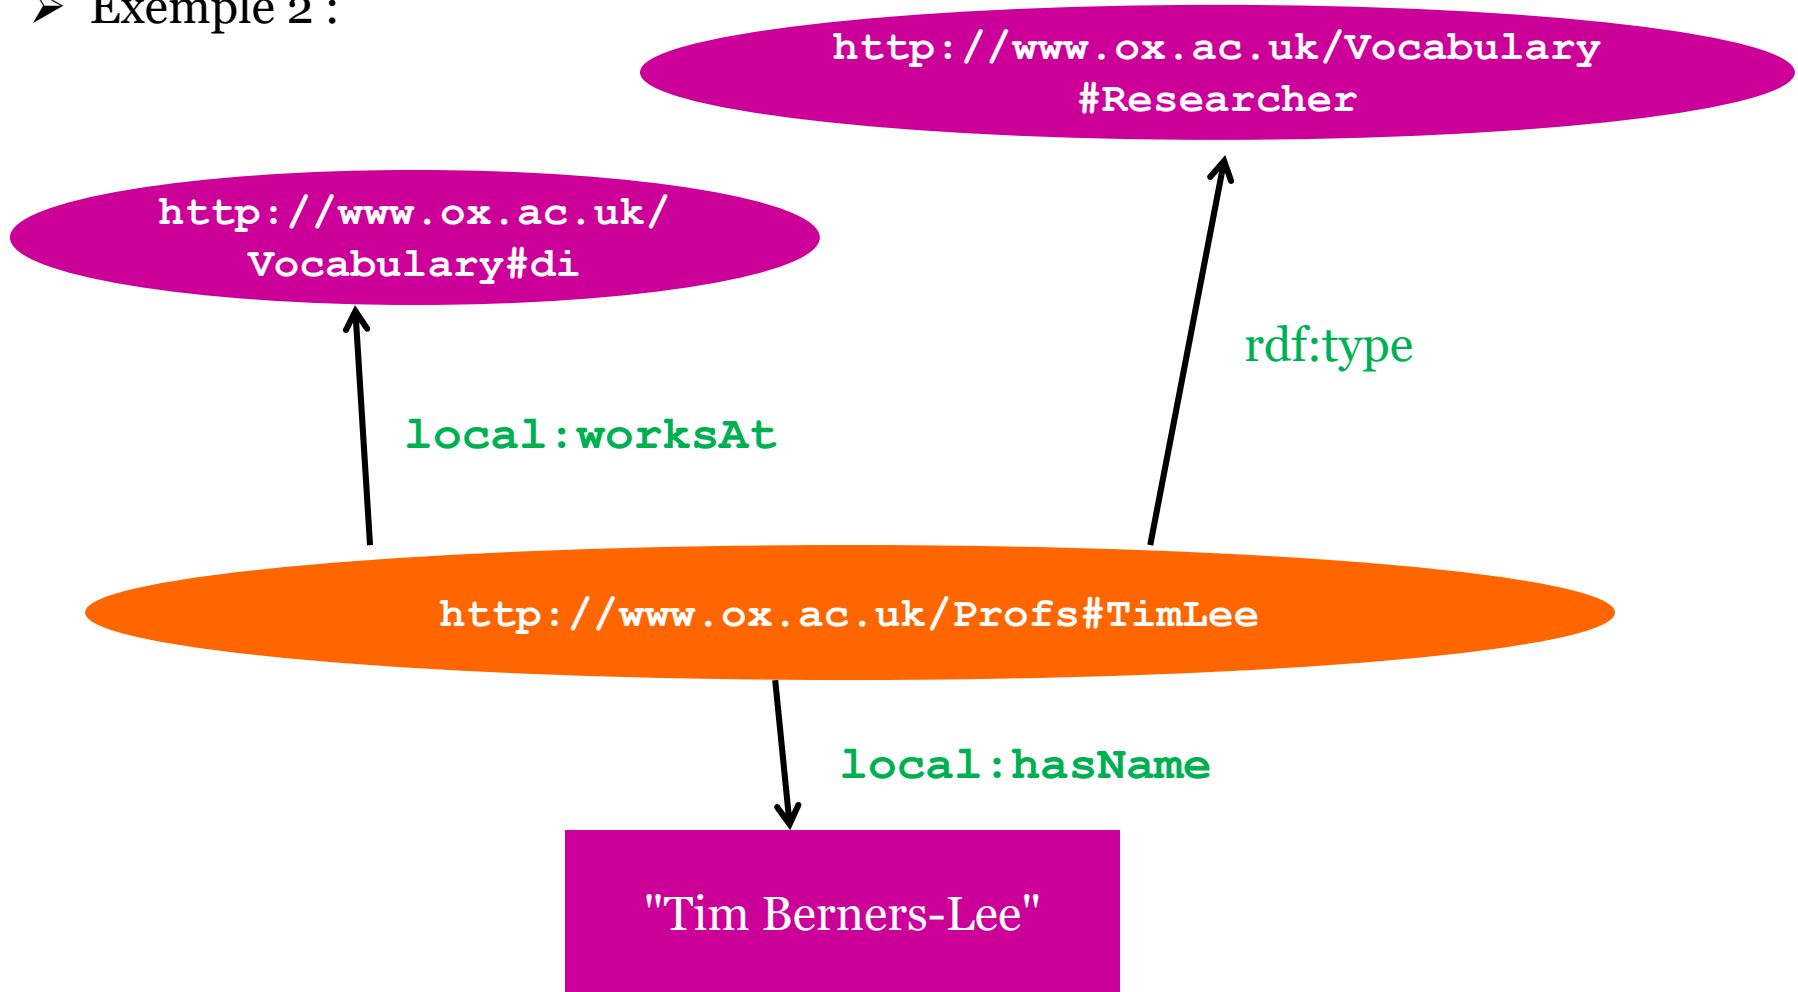 ➢ Exemple 2 :
http://www.ox.ac.uk/Vocabulary
#Researcher
http://www.ox.ac.uk/
Vocabulary#di
rdf:type
local:worksAt
http://www.ox.ac.uk/Profs#TimLee
local:hasName
"Tim Berners-Lee"